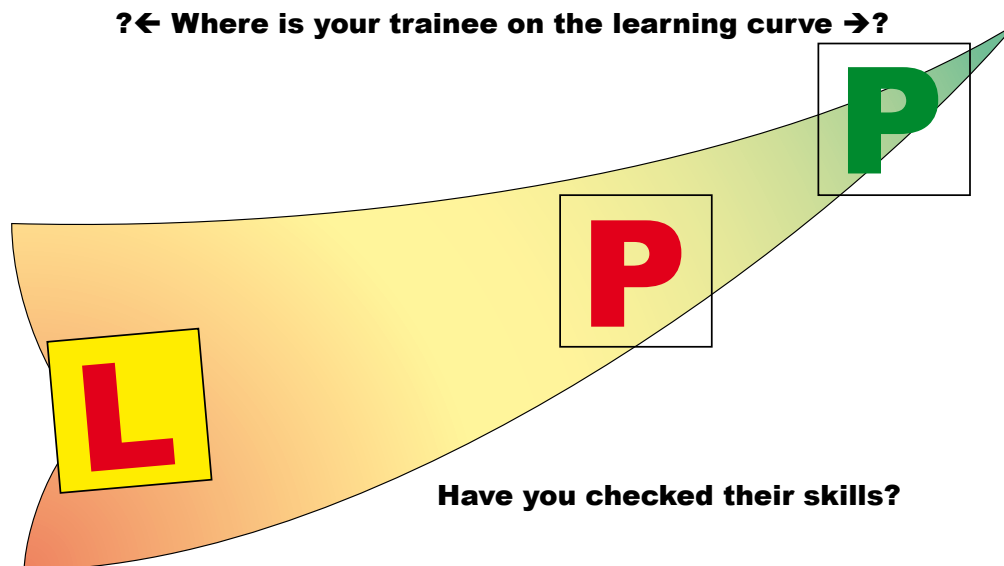 ?← Where is your trainee on the learning curve →?
P
P
L
Have you checked their skills?